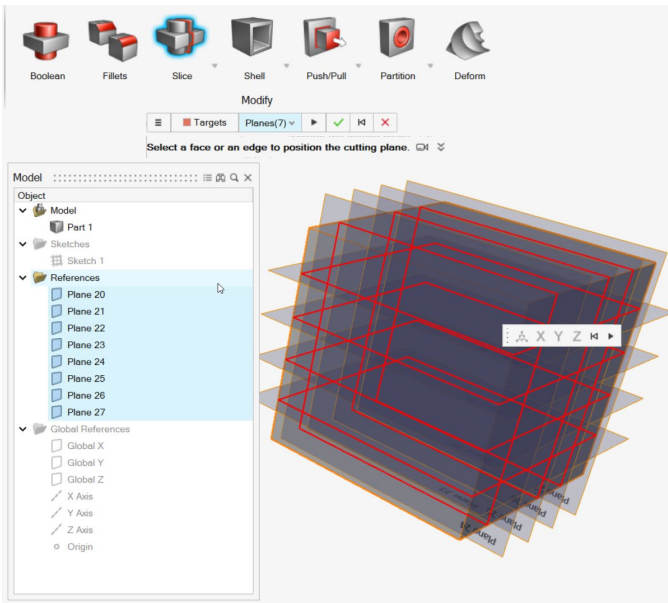 Boolean Fillets Slice Shell Push/Pull Partition Deform
Modify
Targets Planes(7)
Select a face or an edge to position the cutting plane.
Model
Object
Model
Part 1
Sketches
Sketch 1
References
Plane 20
Plane 21
Plane 22
Plane 23
Plane 24
Plane 25
Plane 26
Plane 27
Global References
Global X
Global Y
Global Z
X Axis
Y Axis
Z Axis
Origin
X Y Z
Plane 24